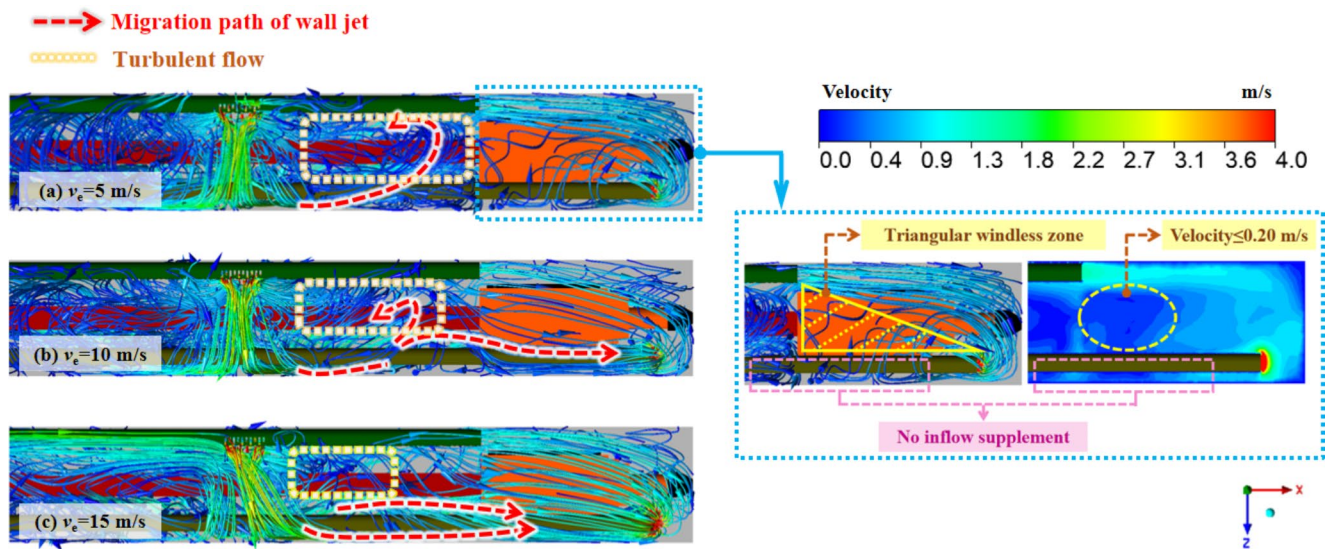 Migration path of wall jet
Turbulent flow
Velocity m/s
0.0 0.4 0.9 1.3 1.8 2.2 2.7 3.1 3.6 4.0
(a) vₑ=5 m/s
Triangular windless zone
Velocity≤0.20 m/s
(b) vₑ=10 m/s
No inflow supplement
(c) vₑ=15 m/s
X
Z